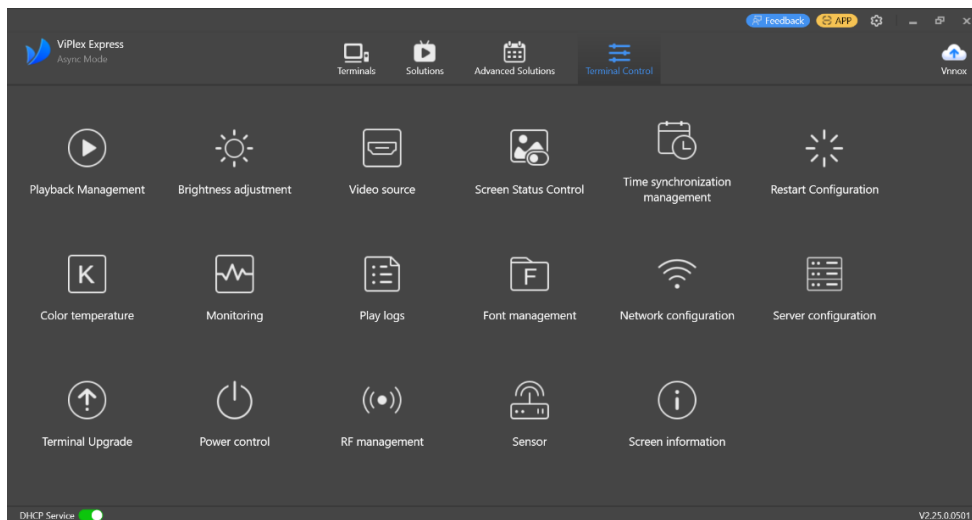 Feedback
APP
ViPlex Express
Async Mode
Terminals
Solutions
Advanced Solutions
Terminal Control
Vnnox
Playback Management
Brightness adjustment
Video source
Screen Status Control
Time synchronization
management
Restart Configuration
K
Color temperature
Monitoring
Play logs
F
Font management
Network configuration
Server configuration
Terminal Upgrade
Power control
RF management
Sensor
Screen information
DHCP Service
V2.25.0.0501